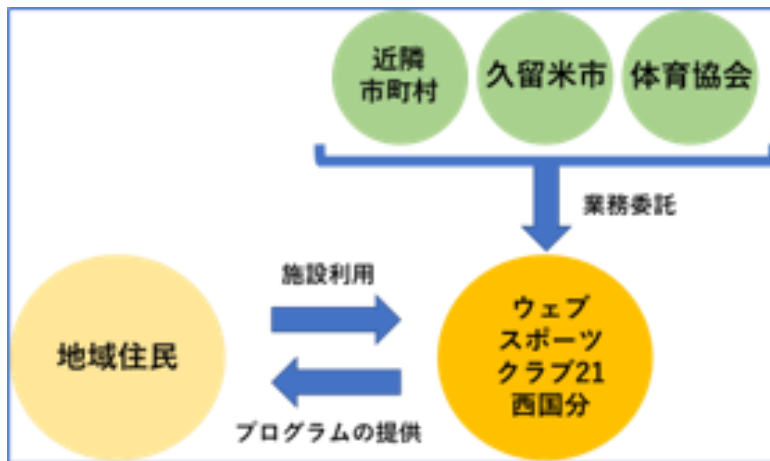 近隣
市町村
久留米市
体育協会
業務委託
施設利用
地域住民
ウェブ
スポーツ
クラブ21
西国分
プログラムの提供